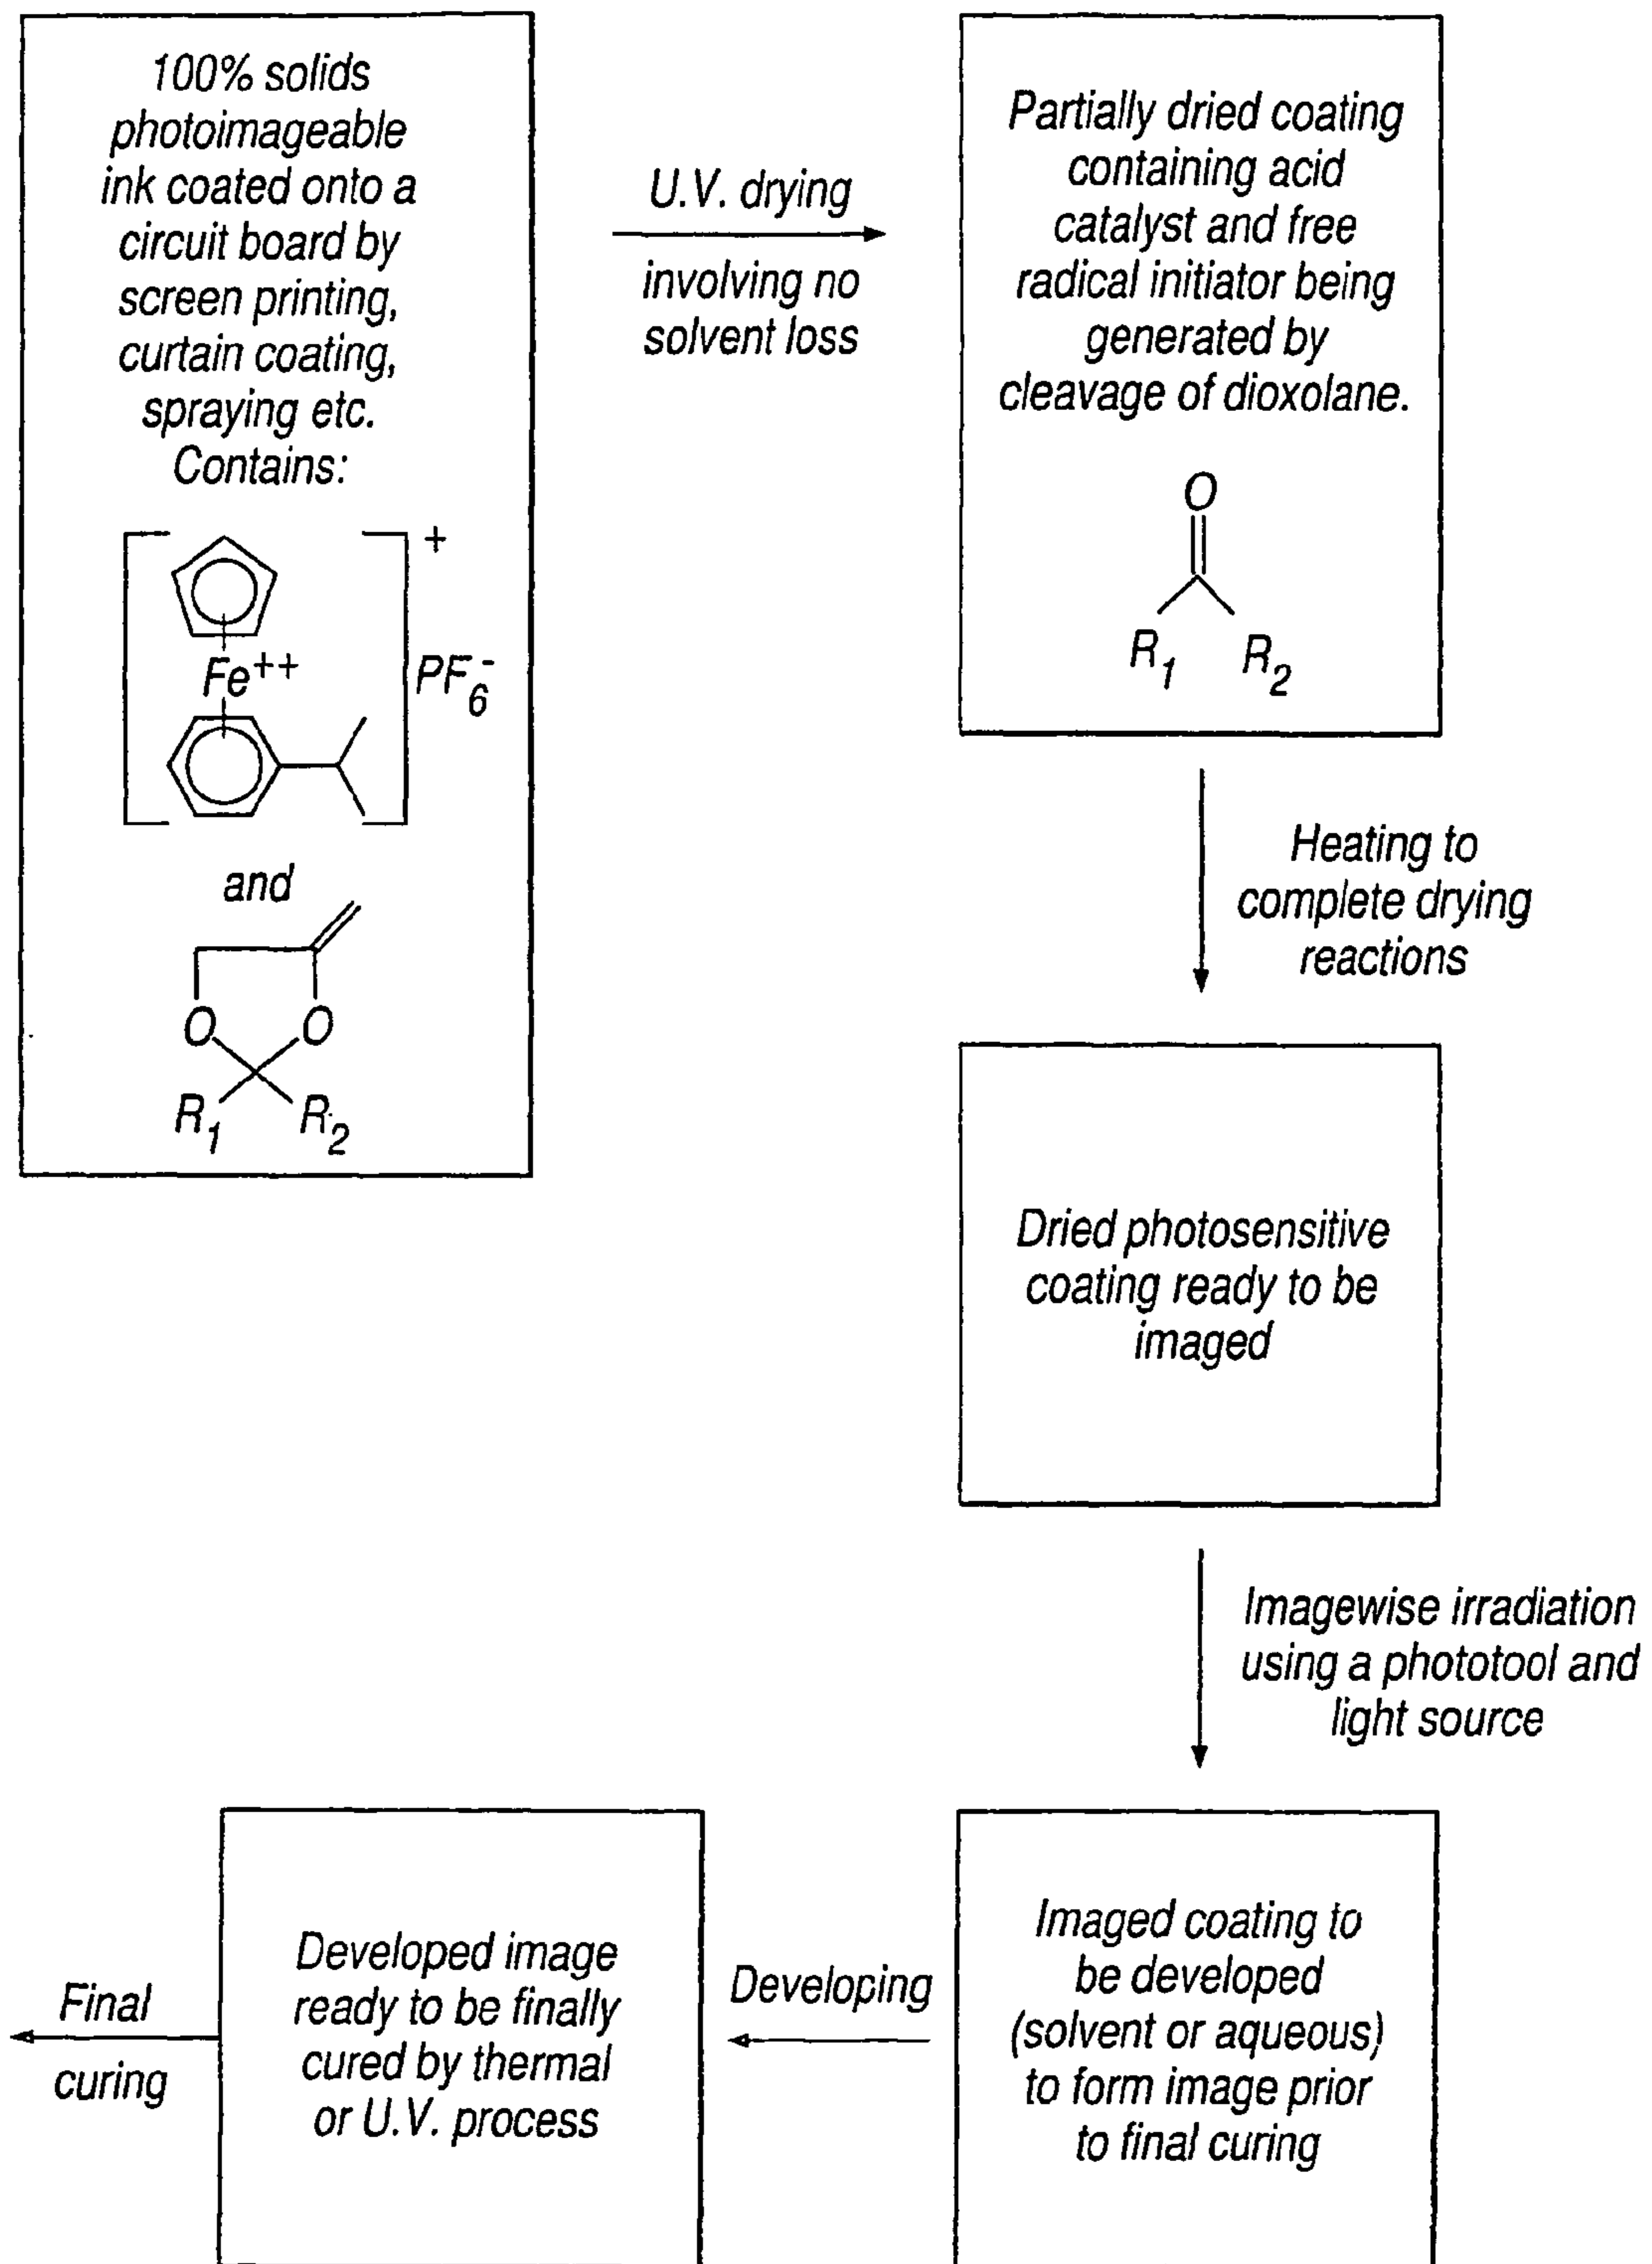 100% solids
photoimageable
ink coated onto a
circuit board by
screen printing,
curtain coating,
spraying etc.
Contains:
+
Fe++
PF6-
and
O O
R1 R2
U.V. drying
involving no
solvent loss
Partially dried coating
containing acid
catalyst and free
radical initiator being
generated by
cleavage of dioxolane.
O
R1 R2
Heating to
complete drying
reactions
Dried photosensitive
coating ready to be
imaged
Imagewise irradiation
using a phototool and
light source
Imaged coating to
be developed
(solvent or aqueous)
to form image prior
to final curing
Developing
Developed image
ready to be finally
cured by thermal
or U.V. process
Final
curing